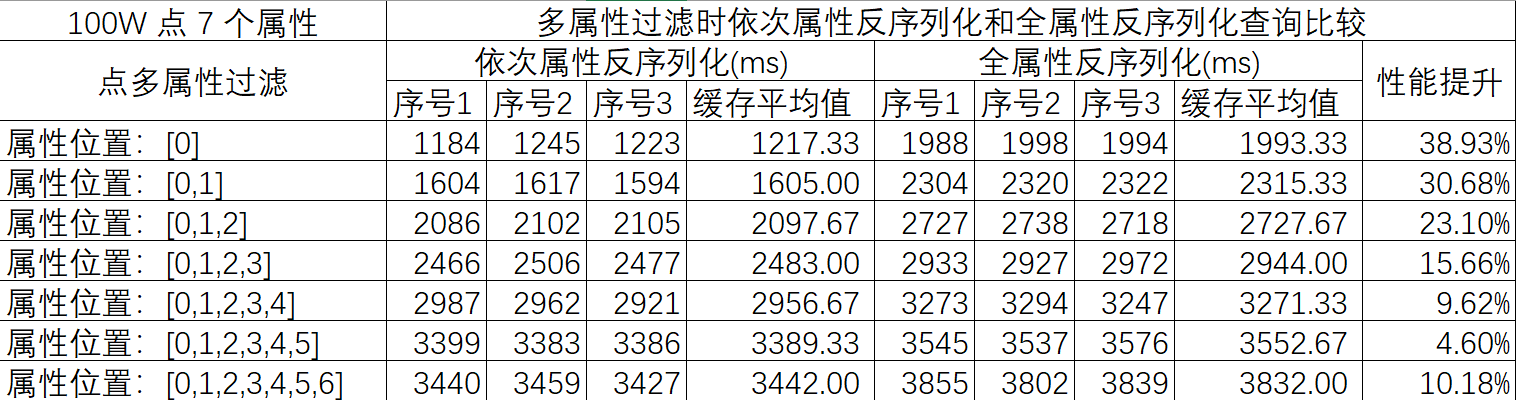 100W 点 7 个属性 多属性过滤时依次属性反序列化和全属性反序列化查询比较
点多属性过滤 依次属性反序列化(ms) 全属性反序列化(ms) 性能提升
序号1 序号2 序号3 缓存平均值 序号1 序号2 序号3 缓存平均值
属性位置：[0] 1184 1245 1223 1217.33 1988 1998 1994 1993.33 38.93%
属性位置：[0,1] 1604 1617 1594 1605.00 2304 2320 2322 2315.33 30.68%
属性位置：[0,1,2] 2086 2102 2105 2097.67 2727 2738 2718 2727.67 23.10%
属性位置：[0,1,2,3] 2466 2506 2477 2483.00 2933 2927 2972 2944.00 15.66%
属性位置：[0,1,2,3,4] 2987 2962 2921 2956.67 3273 3294 3247 3271.33 9.62%
属性位置：[0,1,2,3,4,5] 3399 3383 3386 3389.33 3545 3537 3576 3552.67 4.60%
属性位置：[0,1,2,3,4,5,6] 3440 3459 3427 3442.00 3855 3802 3839 3832.00 10.18%